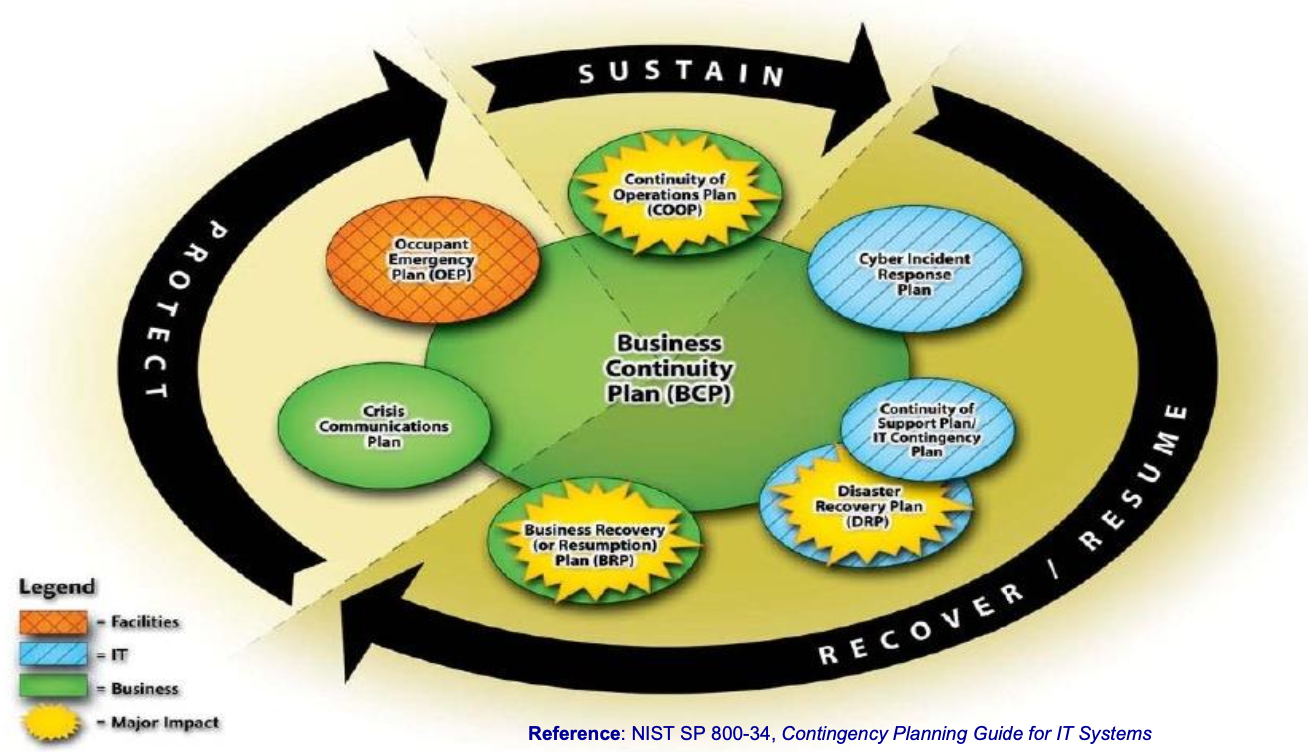 SUSTAIN
PROTECT
RECOVER / RESUME
Continuity of
Operations Plan
(COOP)
Occupant
Emergency
Plan (OEP)
Cyber Incident
Response
Plan
Business
Continuity
Plan (BCP)
Crisis
Communications
Plan
Continuity of
Support Plan/
IT Contingency
Plan
Disaster
Recovery Plan
(DRP)
Business Recovery
(or Resumption)
Plan (BRP)
Legend
= Facilities
= IT
= Business
= Major Impact
Reference: NIST SP 800-34, Contingency Planning Guide for IT Systems